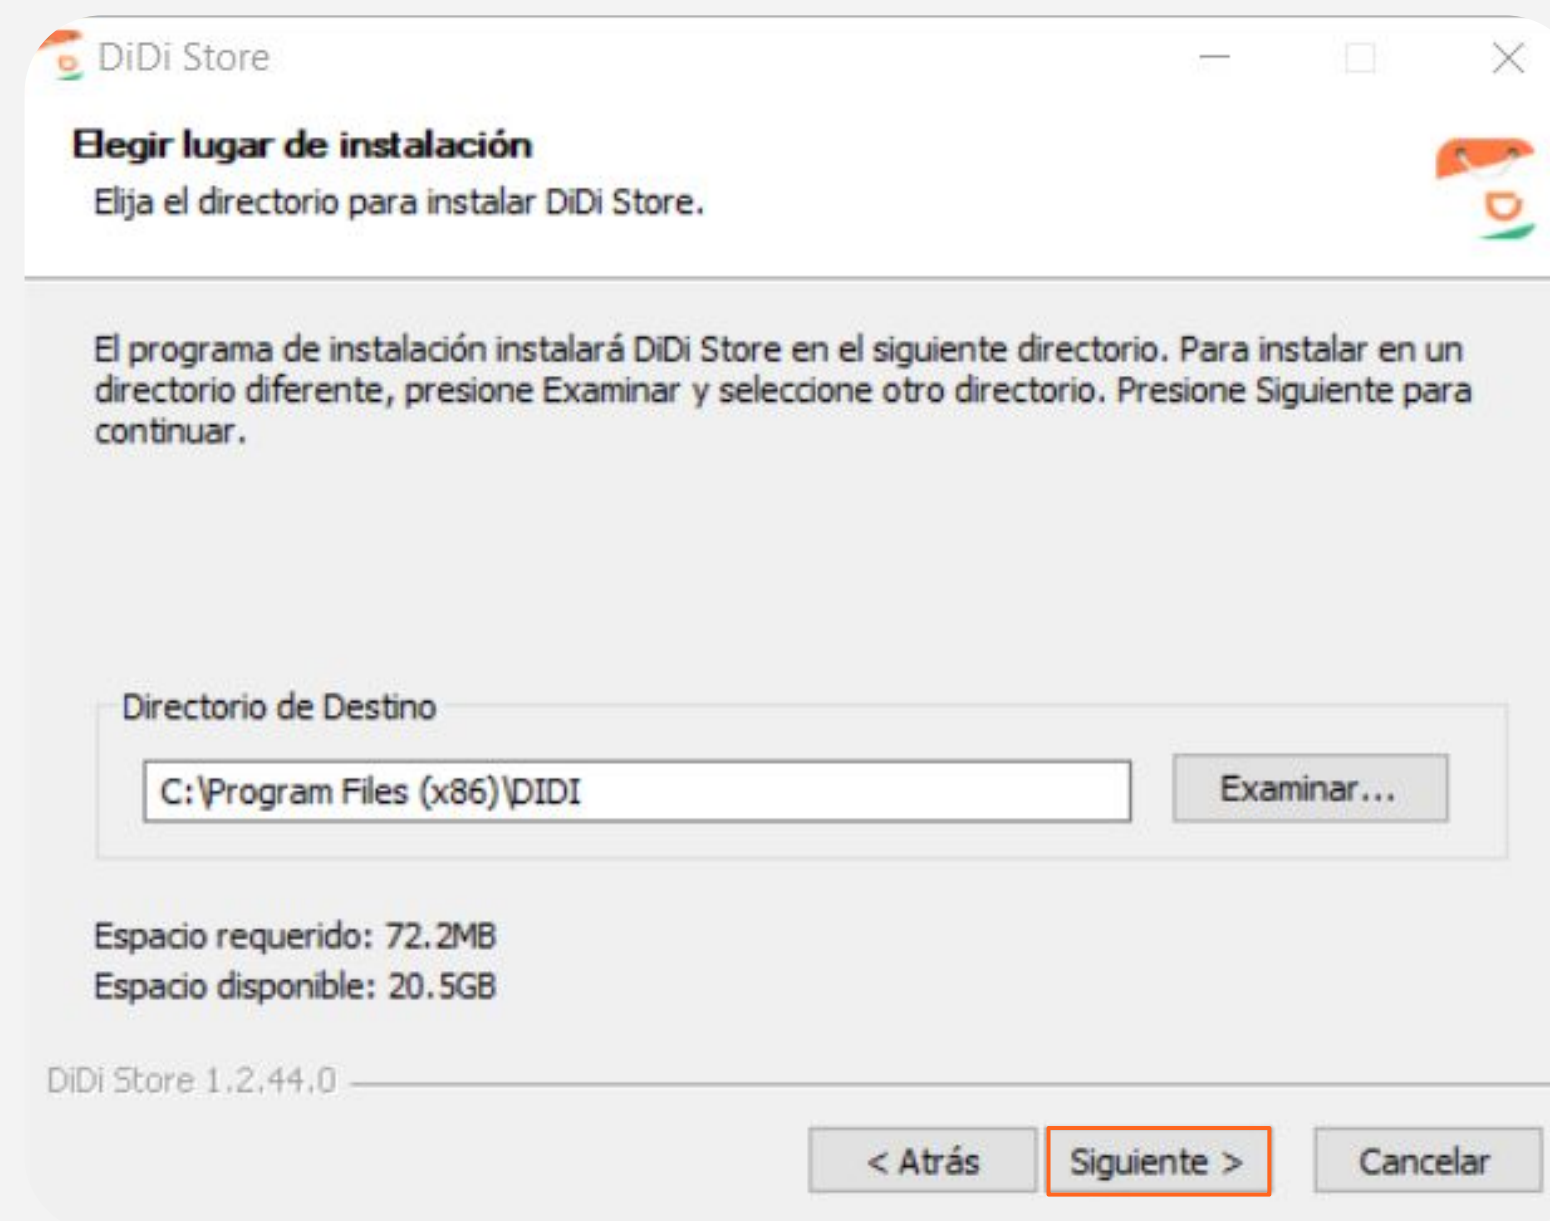 DiDi Store
Elegir lugar de instalación
Elija el directorio para instalar DiDi Store.
El programa de instalación instalará DiDi Store en el siguiente directorio. Para instalar en un
directorio diferente, presione Examinar y seleccione otro directorio. Presione Siguiente para
continuar.
Directorio de Destino
C:\Program Files (x86)\DIDI
Examinar...
Espacio requerido: 72.2MB
Espacio disponible: 20.5GB
DiDi Store 1.2.44.0
< Atrás
Siguiente >
Cancelar